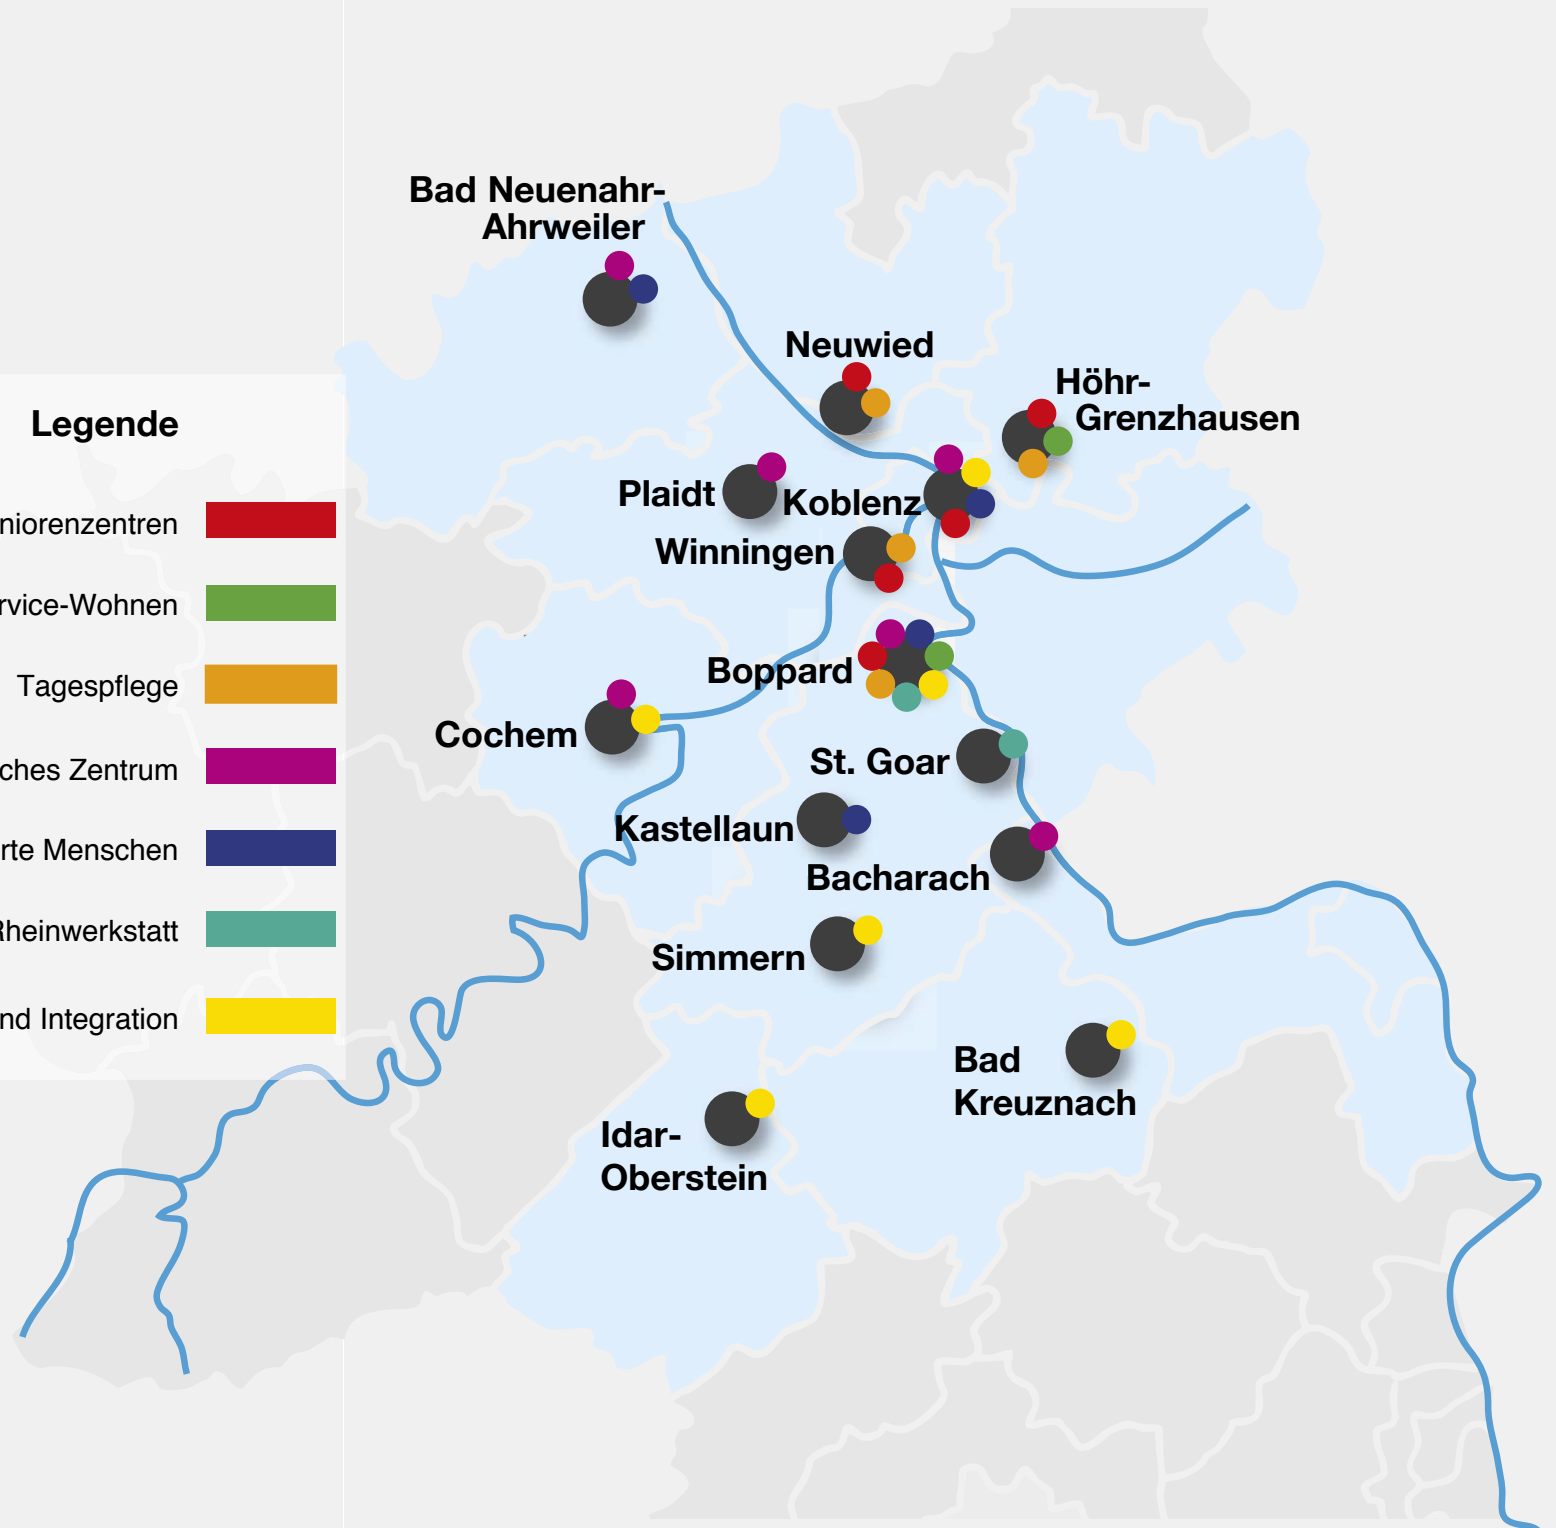 Bad Neuenahr-
Ahrweiler
Neuwied
Höhr-
Grenzhausen
Legende
Plaidt
Koblenz
niorenzentren
Winningen
rvice-Wohnen
Boppard
Tagespflege
Cochem
St. Goar
ches Zentrum
Kastellaun
rte Menschen
Bacharach
Rheinwerkstatt
Simmern
nd Integration
Bad
Kreuznach
Idar-
Oberstein